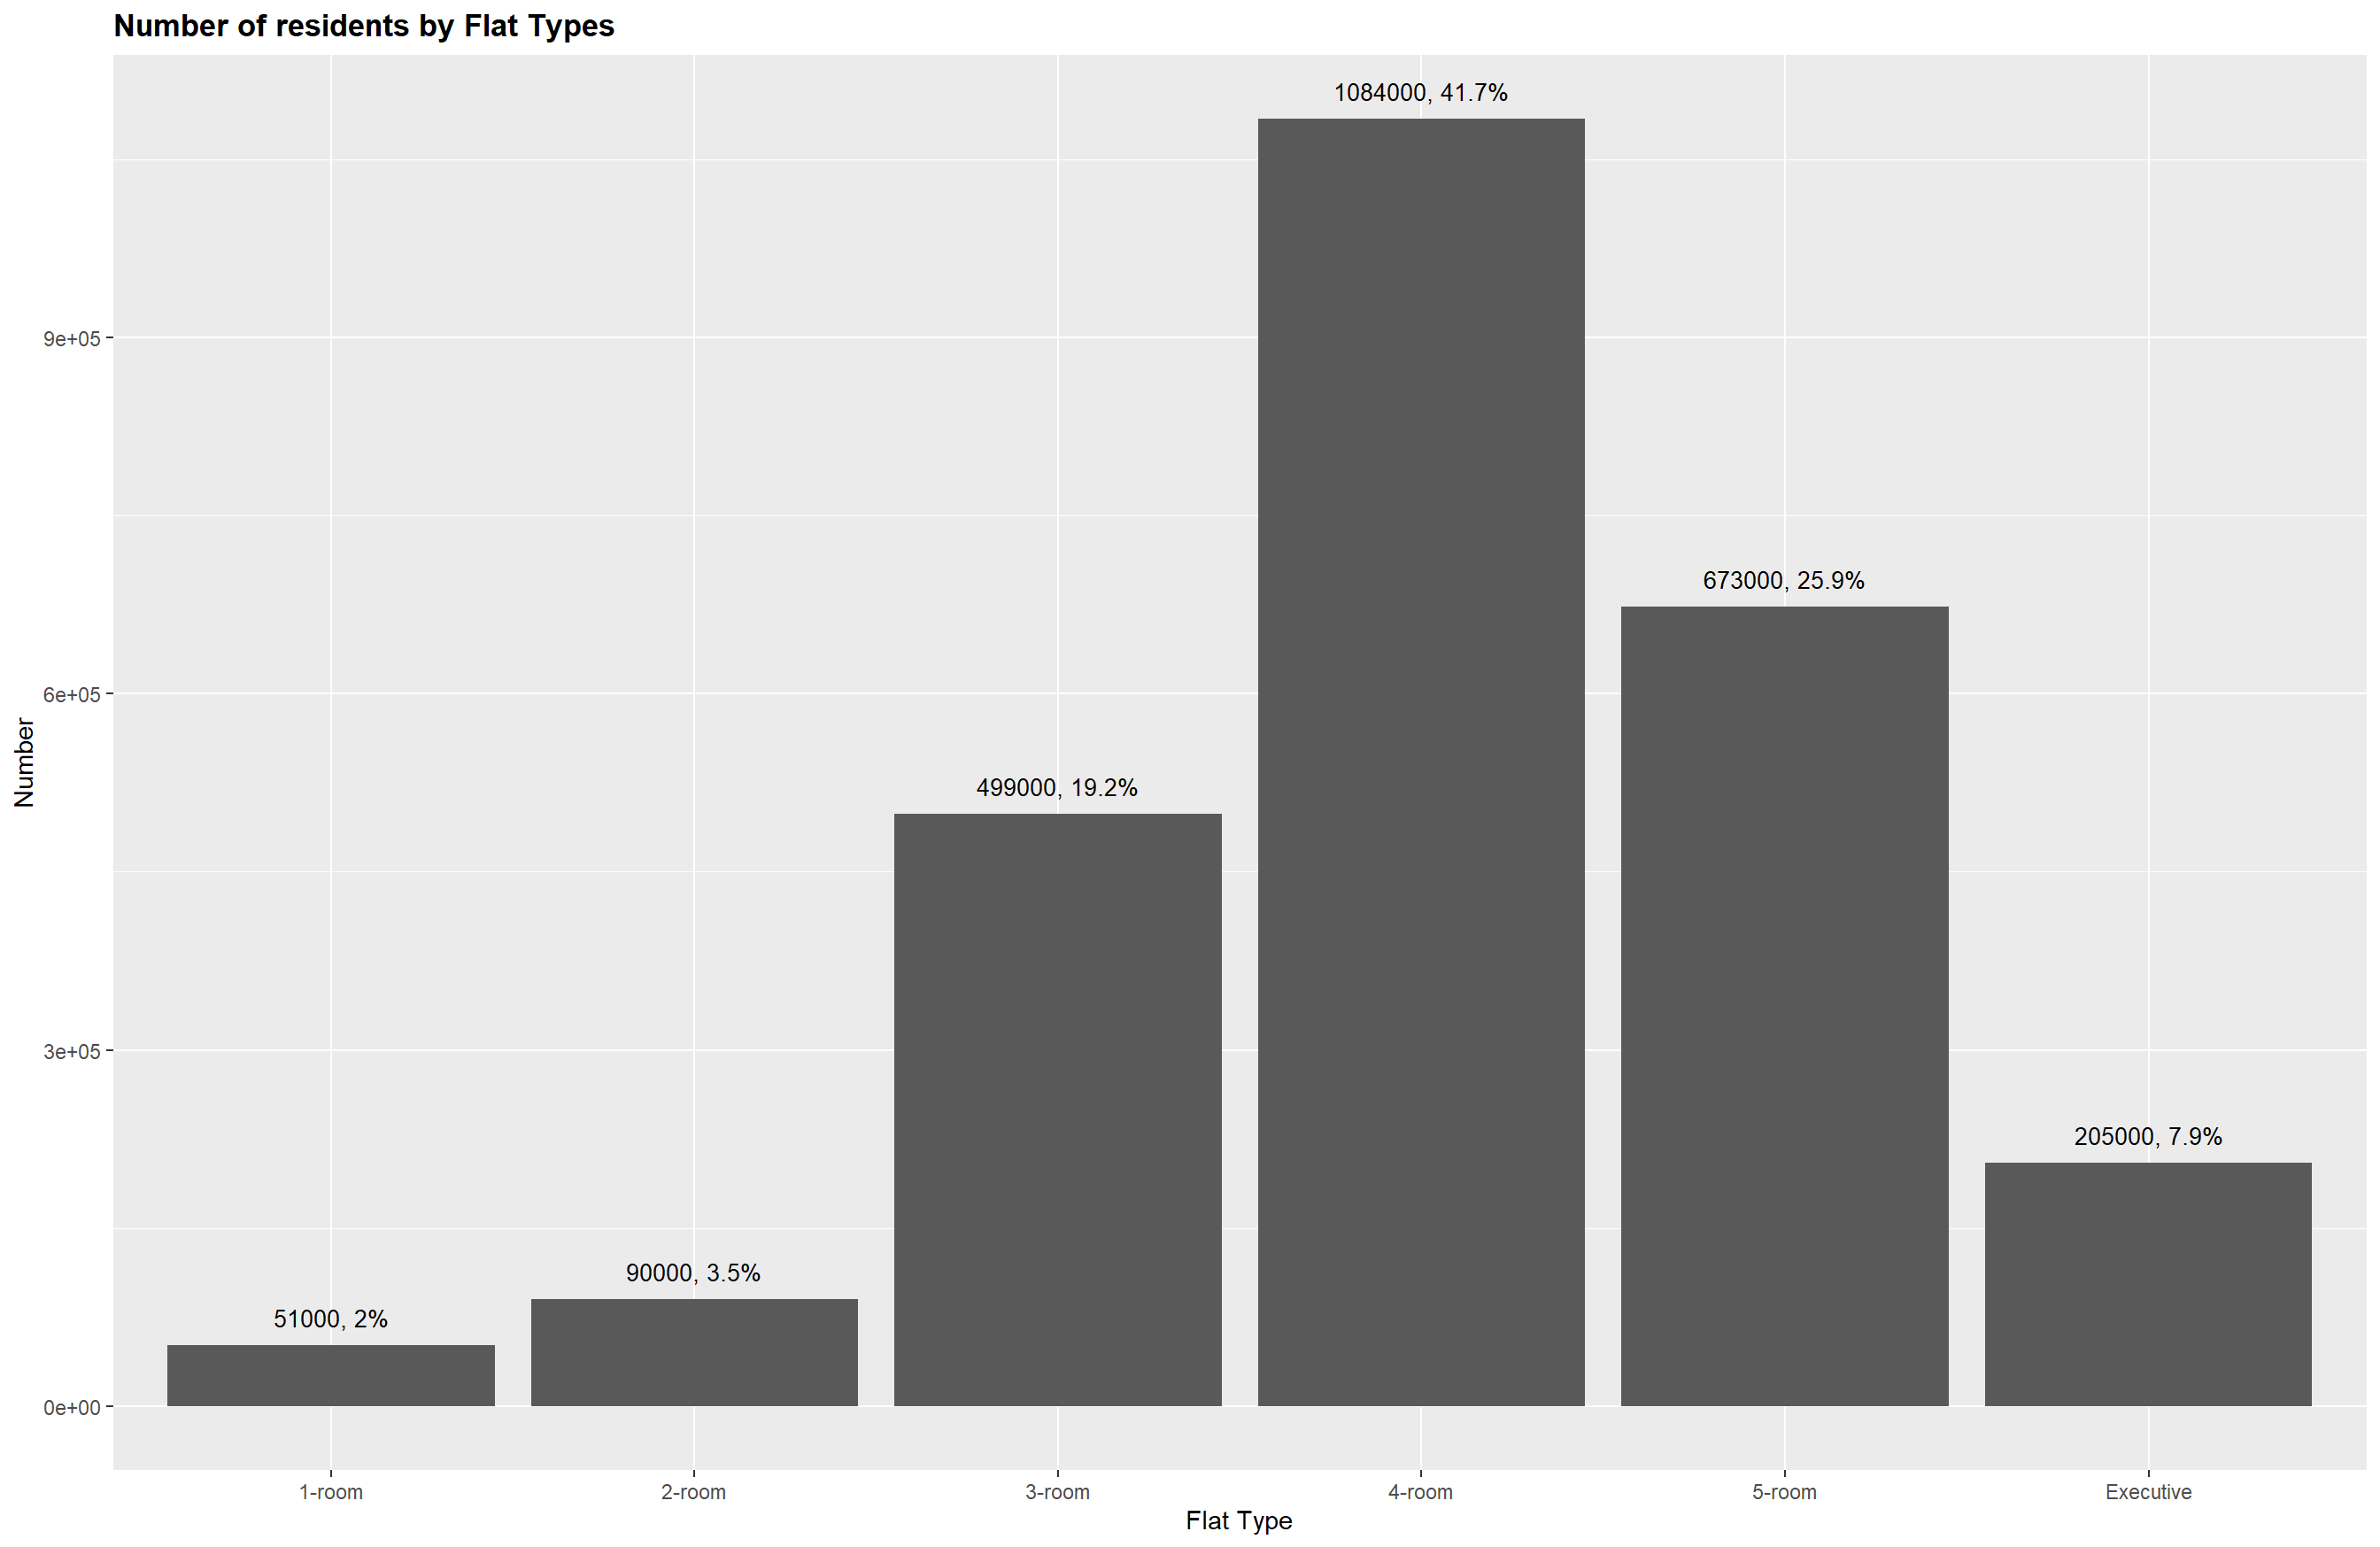 Number of residents by Flat Types
1084000, 41.7%
9e+05
673000, 25.9%
6e+05
Number
499000, 19.2%
3e+05
205000, 7.9%
90000, 3.5%
51000, 2%
0e+00
1-room
2-room
3-room
4-room
5-room
Executive
Flat Type